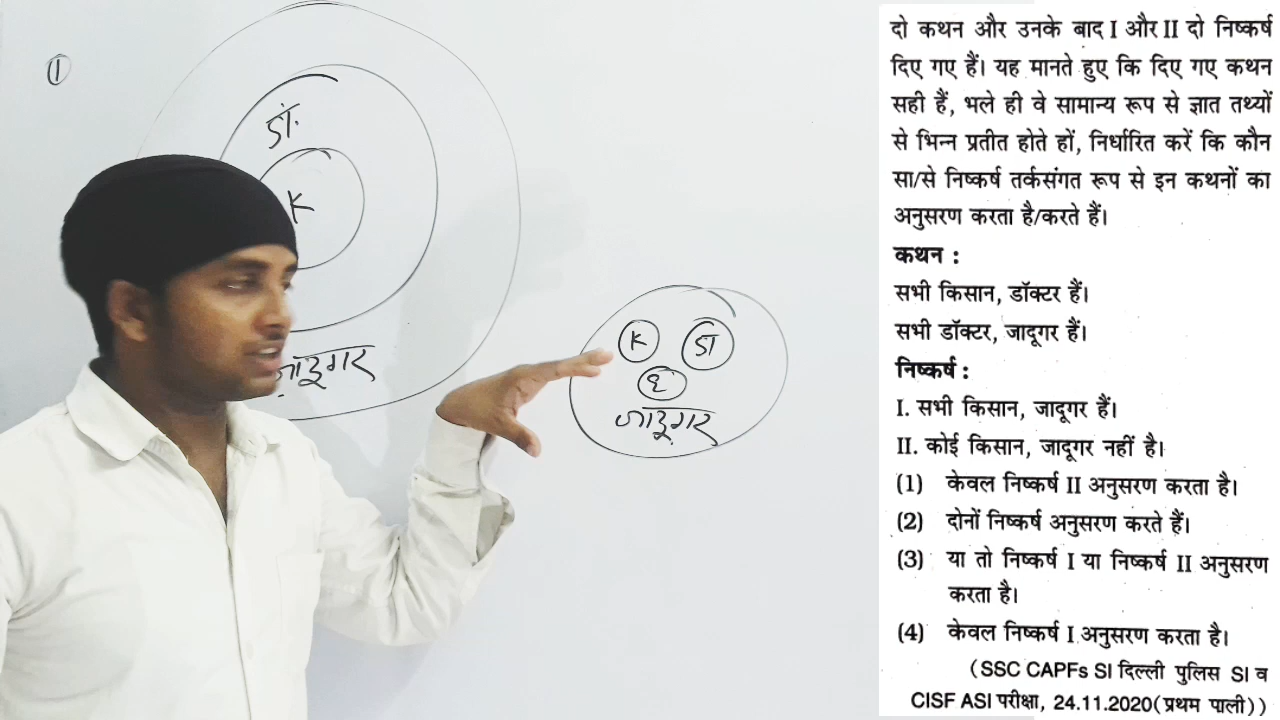 ①
डॉ.
K
जादूगर
K
डा
ह
जादूगर
दो कथन और उनके बाद I और II दो निष्कर्ष
दिए गए हैं। यह मानते हुए कि दिए गए कथन
सही हैं, भले ही वे सामान्य रूप से ज्ञात तथ्यों
से भिन्न प्रतीत होते हों, निर्धारित करें कि कौन
सा/से निष्कर्ष तर्कसंगत रूप से इन कथनों का
अनुसरण करता है/करते हैं।
कथन :
सभी किसान, डॉक्टर हैं।
सभी डॉक्टर, जादूगर हैं।
निष्कर्ष :
I. सभी किसान, जादूगर हैं।
II. कोई किसान, जादूगर नहीं है।
(1) केवल निष्कर्ष II अनुसरण करता है।
(2) दोनों निष्कर्ष अनुसरण करते हैं।
(3) या तो निष्कर्ष I या निष्कर्ष II अनुसरण
करता है।
(4) केवल निष्कर्ष I अनुसरण करता है।
(SSC CAPFs SI दिल्ली पुलिस SI व
CISF ASI परीक्षा, 24.11.2020(प्रथम पाली))